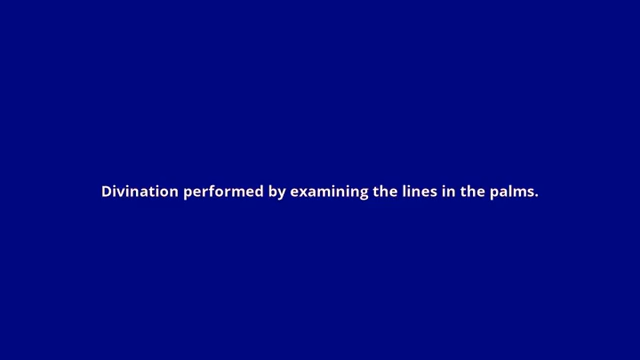 Divination performed by examining the lines in the palms.